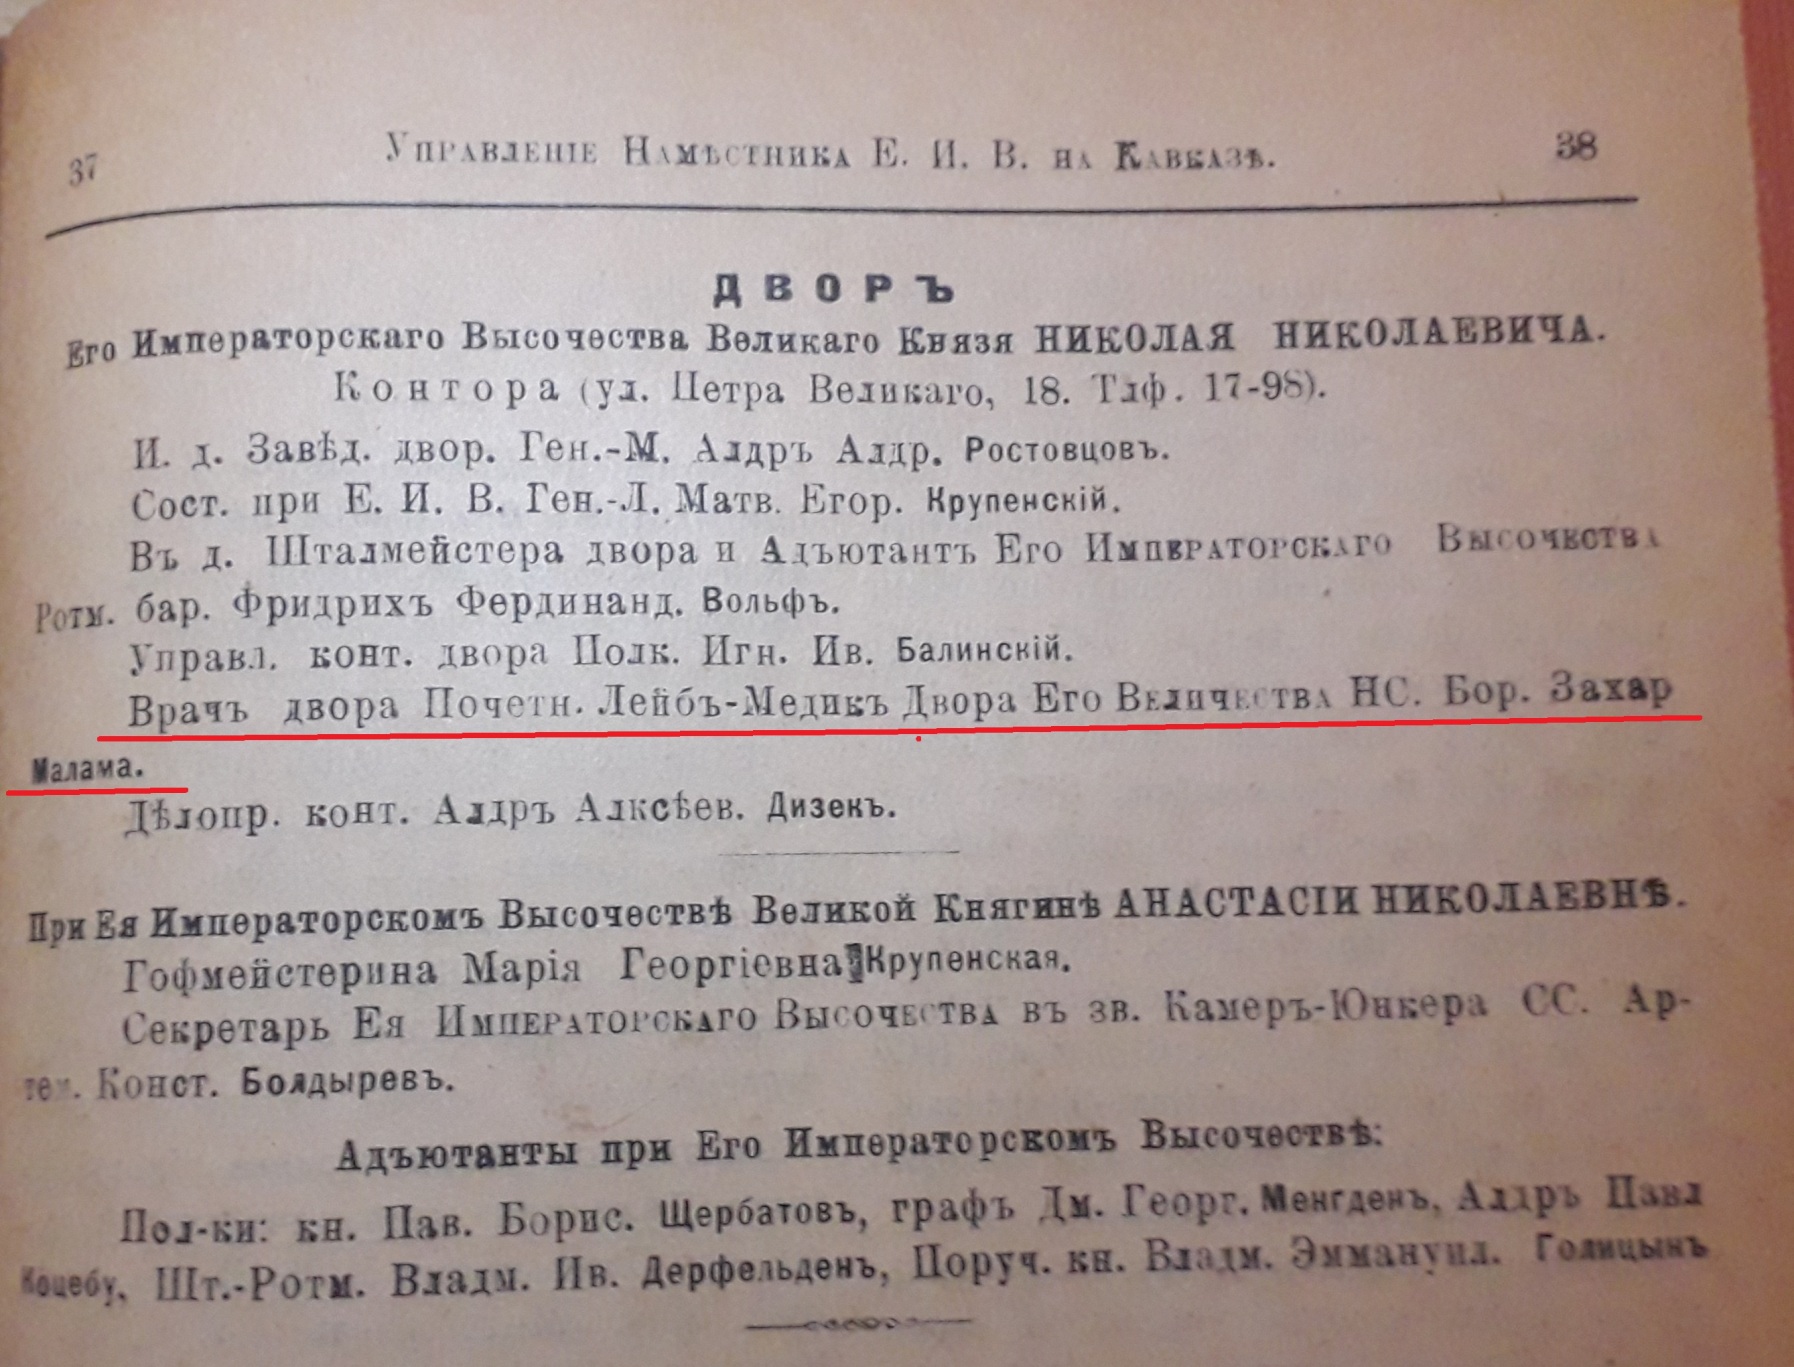 37 Управленіе Намѣстника Е. И. В. на Кавказѣ. 38
ДВОРЪ
Его Императорскаго Высочества Великаго Князя НИКОЛАЯ НИКОЛАЕВИЧА.
Контора (ул. Петра Великаго, 18. Тлф. 17-98).
И. д. Завѣд. двор. Ген.-М. Алдръ Алдр. Ростовцовъ.
Сост. при Е. И. В. Ген.-Л. Матв. Егор. Крупенскій.
Въ д. Шталмейстера двора и Адъютантъ Его Императорскаго Высочества
Ротм. бар. Фридрихъ Фердинанд. Вольфъ.
Управл. конт. двора Полк. Игн. Ив. Балинскій.
Врачъ двора Почетн. Лейбъ-Медикъ Двора Его Величества НС. Бор. Захар
Малама.
Дѣлопр. конт. Алдръ Алксѣев. Дизекъ.
При Ея Императорскомъ Высочествѣ Великой Княгинѣ АНАСТАСІИ НИКОЛАЕВНѢ.
Гофмейстерина Марія Георгіевна Крупенская.
Секретарь Ея Императорскаго Высочества въ зв. Камеръ-Юнкера СС. Ар-
тем. Конст. Болдыревъ.
Адъютанты при Его Императорскомъ Высочествѣ:
Пол-ки: кн. Пав. Борис. Щербатовъ, графъ Дм. Георг. Менгденъ, Алдръ Павл
Коцебу, Шт.-Ротм. Владм. Ив. Дерфельденъ, Поруч. кн. Владм. Эммануил. Голицынъ